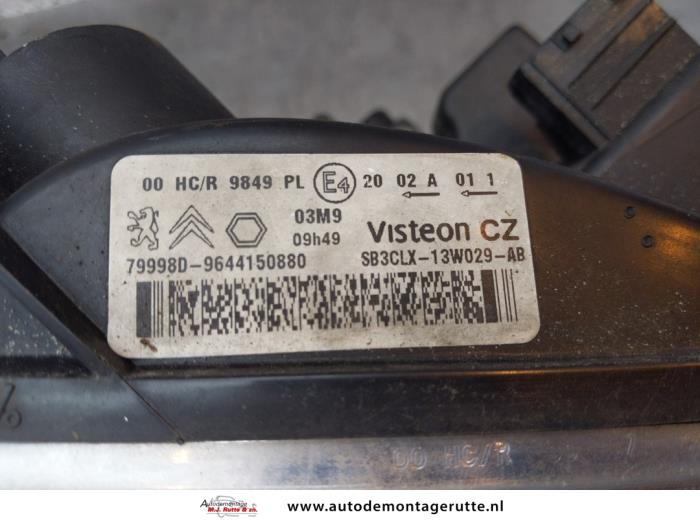 00 HC/R 9849 PL E4 20 02 A 01 1
03M9
09h49
Visteon CZ
79998D-9644150880
SB3CLX-13W029-AB
00 HC/R
Autodemontage
M.J. Rutte & zn.
www.autodemontagerutte.nl